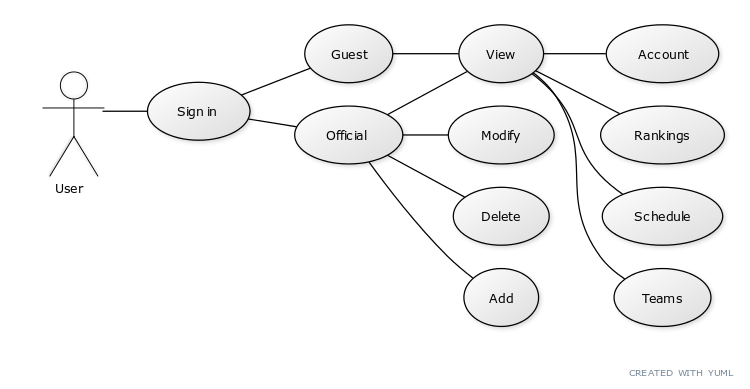 Guest
View
Account
Sign in
Official
Modify
Rankings
User
Delete
Schedule
Add
Teams
CREATED WITH YUML